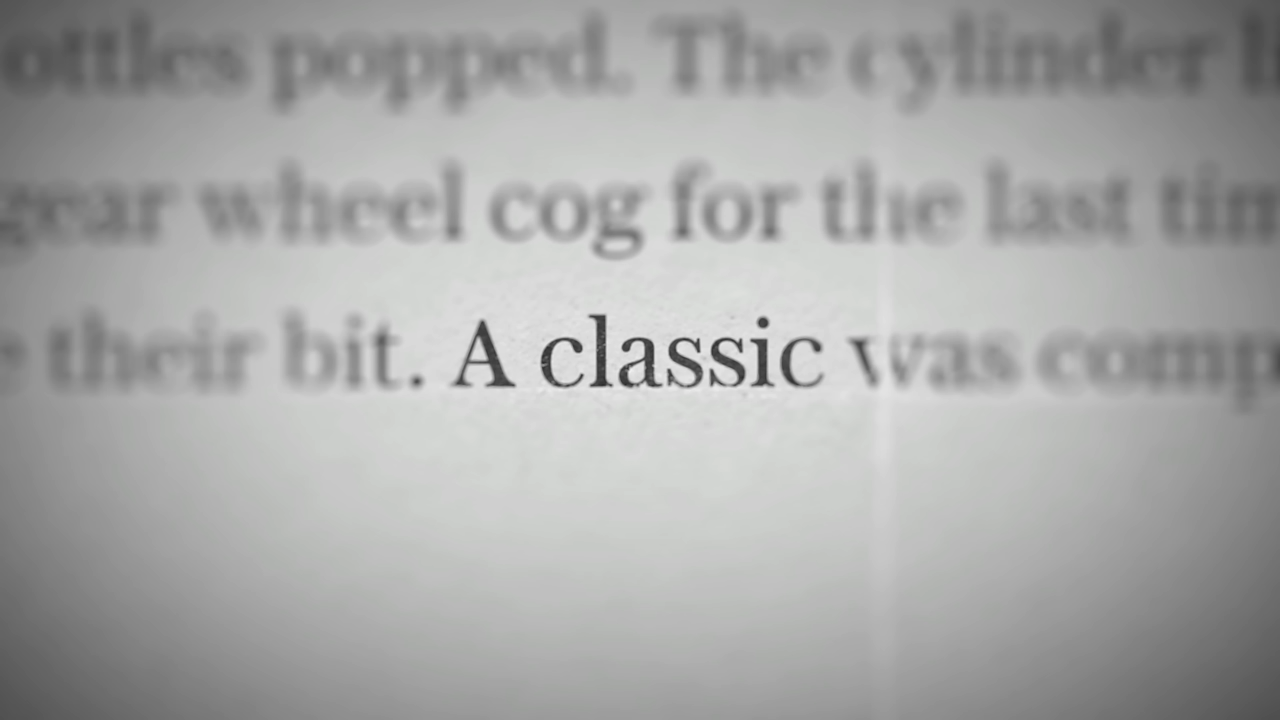 ottles popped. The cylinder
gear wheel cog for the last tim
their bit. A classic was comp